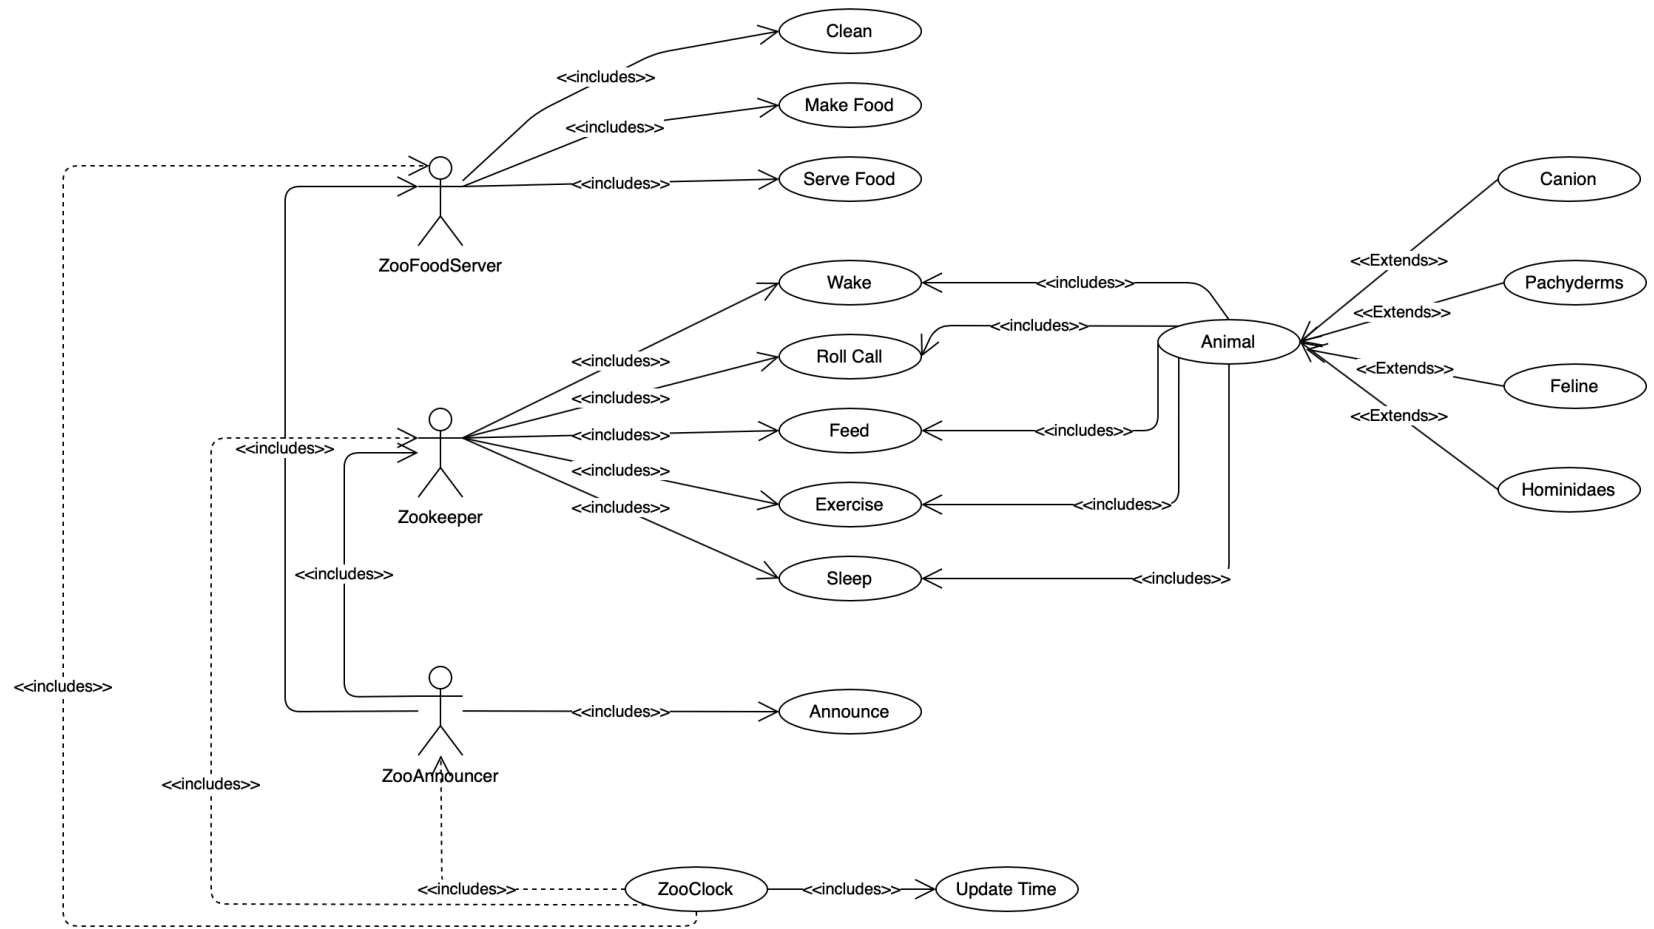 Clean
<<includes>>
Make Food
<<includes>>
Serve Food
<<includes>>
Canion
ZooFoodServer
<<Extends>>
Wake
<<includes>>
Pachyderms
<<Extends>>
<<includes>>
Animal
Roll Call
<<includes>>
<<Extends>>
Feline
<<includes>>
<<Extends>>
Feed
<<includes>>
<<includes>>
<<includes>>
<<includes>>
Hominidaes
Exercise
<<includes>>
<<includes>>
Zookeeper
<<includes>>
Sleep
<<includes>>
<<includes>>
Announce
<<includes>>
ZooAnnouncer
<<includes>>
<<includes>>
ZooClock
<<includes>>
Update Time